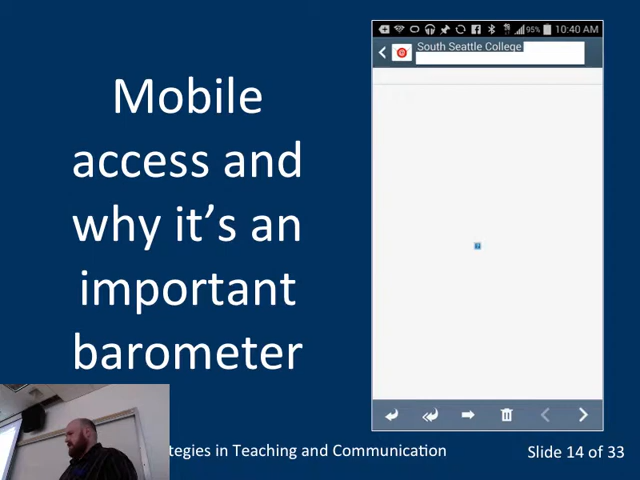 Mobile
access and
why it's an
important
barometer
95%
10:40 AM
South Seattle College
tegies in Teaching and Communication
Slide 14 of 33